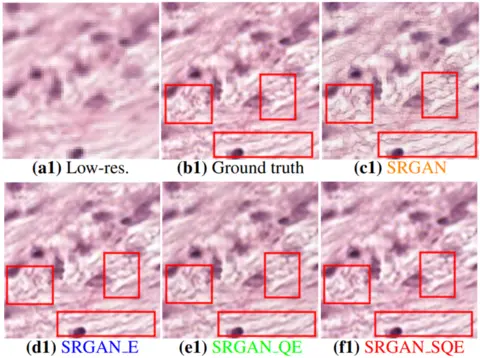 (a1) Low-res.
(b1) Ground truth
(c1) SRGAN
(d1) SRGAN_E
(e1) SRGAN_QE
(f1) SRGAN_SQE